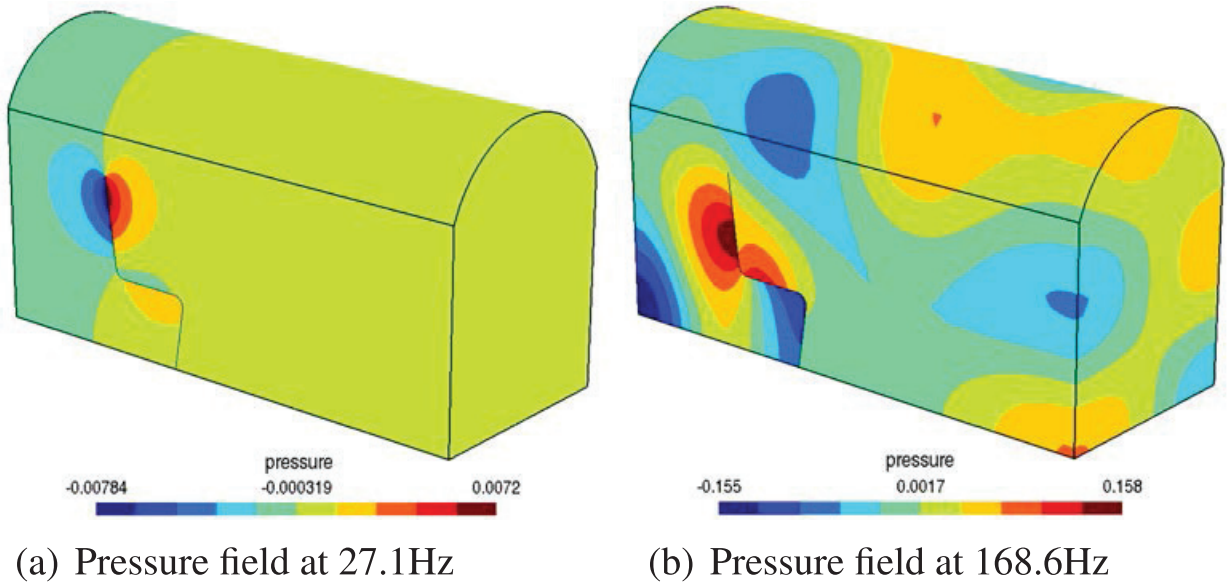 pressure
-0.00784 -0.000319 0.0072
pressure
-0.155 0.0017 0.158
(a) Pressure field at 27.1Hz
(b) Pressure field at 168.6Hz